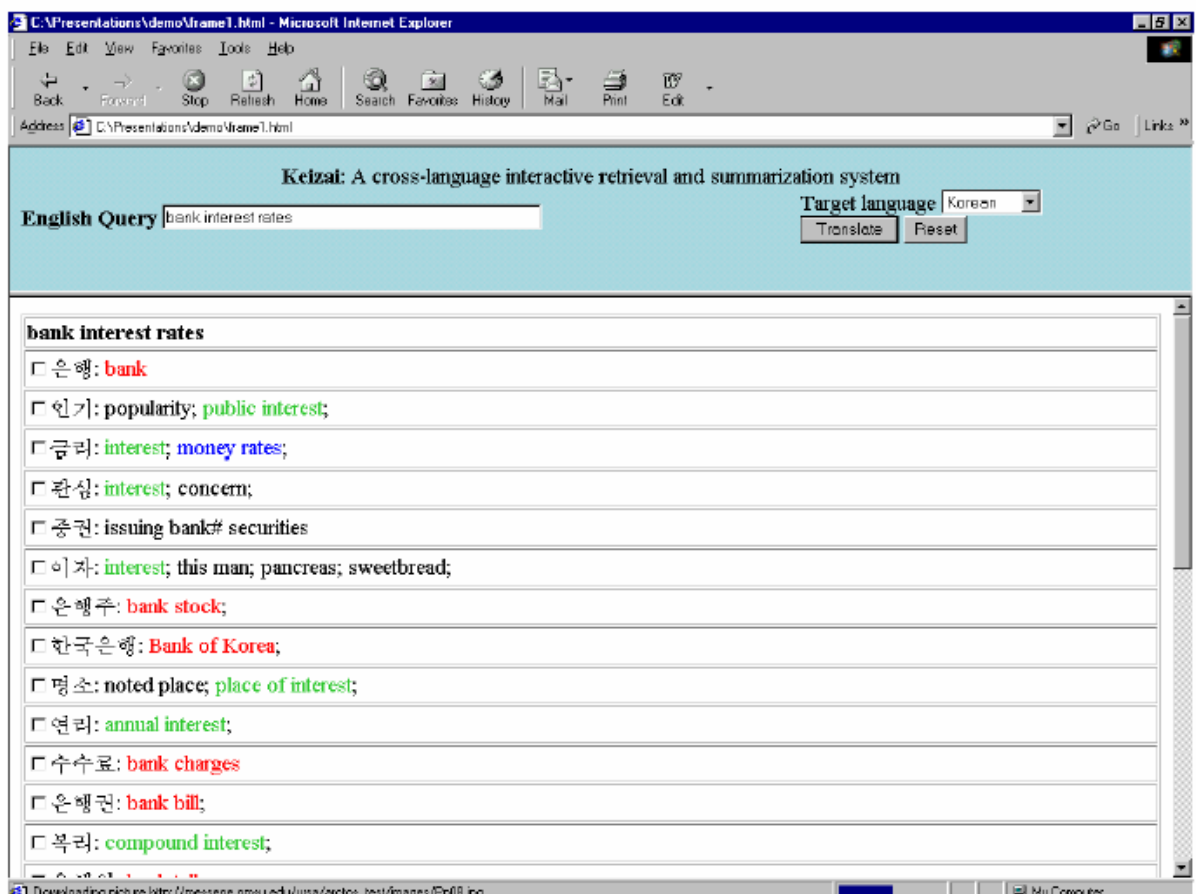 C:\Presentations\demo\frame1.html - Microsoft Internet Explorer
File Edit View Favorites Tools Help
Back Forward Stop Refresh Home Search Favorites History Mail Print Edit
Address C:\Presentations\demo\frame1.html Go Links »
Keizai: A cross-language interactive retrieval and summarization system
English Query bank interest rates Target language Korean
Translate Reset
bank interest rates
은행: bank
인기: popularity; public interest;
금리: interest; money rates;
관심: interest; concern;
증권: issuing bank# securities
이자: interest; this man; pancreas; sweetbread;
은행주: bank stock;
한국은행: Bank of Korea;
명소: noted place; place of interest;
연리: annual interest;
수수료: bank charges
은행권: bank bill;
복리: compound interest;
Downloading picture My Computer